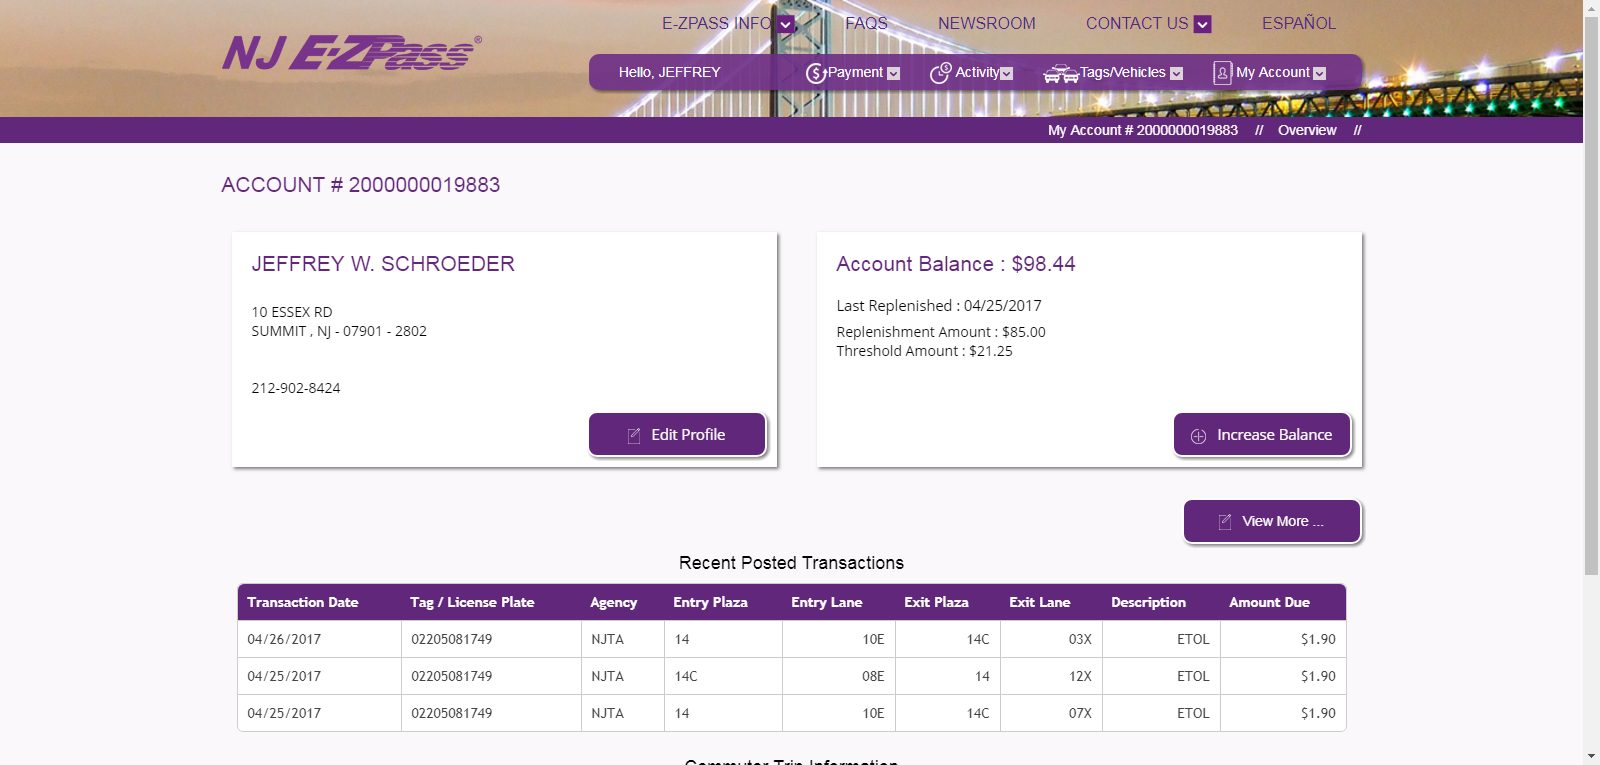 E-ZPASS INFO FAQS NEWSROOM CONTACT US ESPAÑOL
NJ E-ZPass®
Hello, JEFFREY Payment Activity Tags/Vehicles My Account
My Account # 2000000019883 // Overview //
ACCOUNT # 2000000019883
JEFFREY W. SCHROEDER
10 ESSEX RD
SUMMIT , NJ - 07901 - 2802
212-902-8424
Edit Profile
Account Balance : $98.44
Last Replenished : 04/25/2017
Replenishment Amount : $85.00
Threshold Amount : $21.25
Increase Balance
View More ...
Recent Posted Transactions
Transaction Date Tag / License Plate Agency Entry Plaza Entry Lane Exit Plaza Exit Lane Description Amount Due
04/26/2017 02205081749 NJTA 14 10E 14C 03X ETOL $1.90
04/25/2017 02205081749 NJTA 14C 08E 14 12X ETOL $1.90
04/25/2017 02205081749 NJTA 14 10E 14C 07X ETOL $1.90
Commuter Trip Information